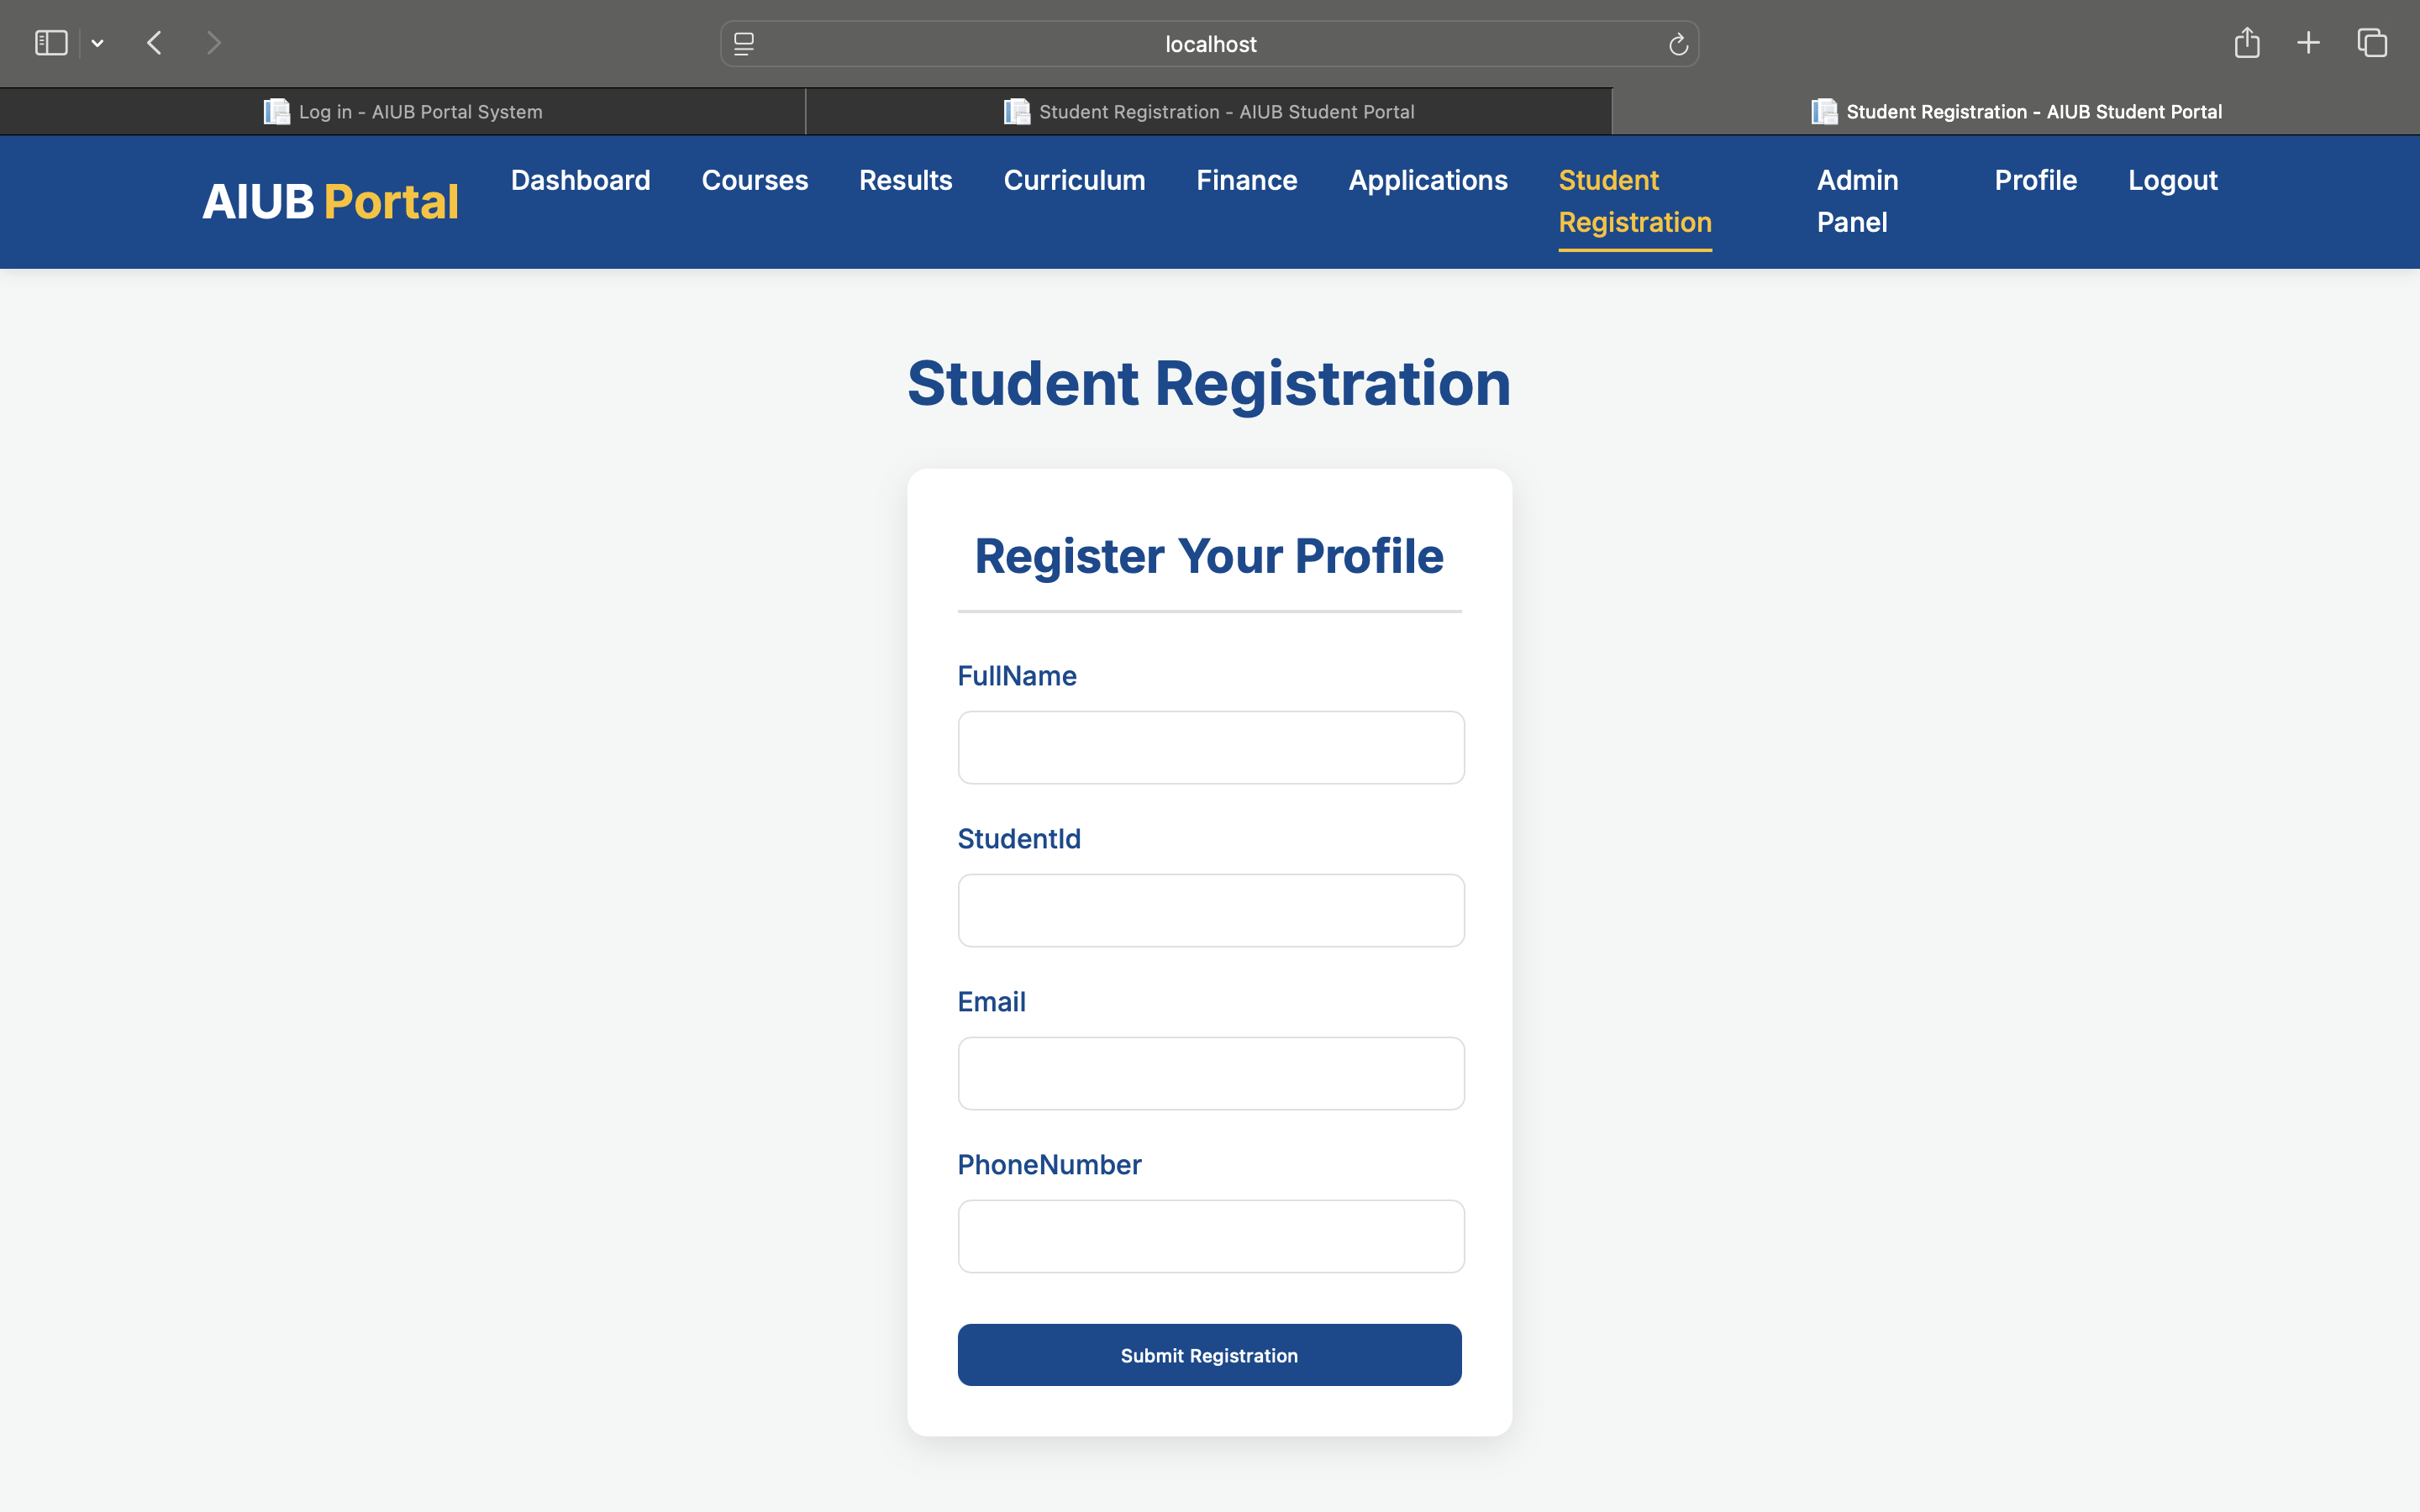 localhost
Log in - AIUB Portal System
Student Registration - AIUB Student Portal
Student Registration - AIUB Student Portal
AIUB Portal
Dashboard
Courses
Results
Curriculum
Finance
Applications
Student
Registration
Admin
Panel
Profile
Logout
Student Registration
Register Your Profile
FullName
StudentId
Email
PhoneNumber
Submit Registration